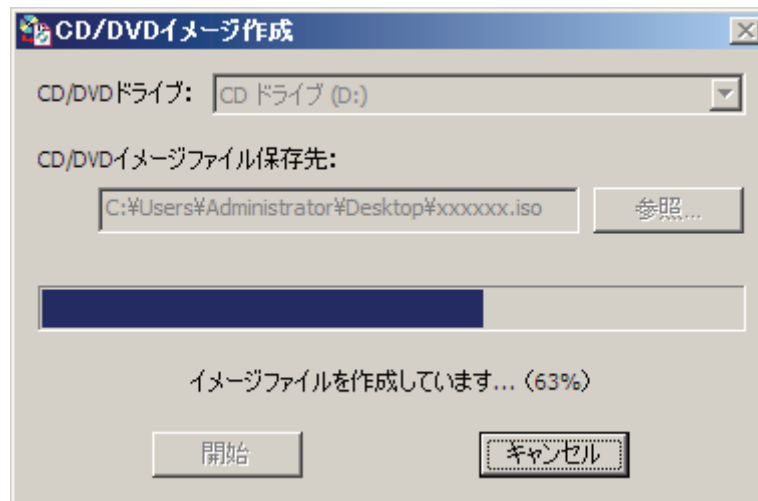 CD/DVDイメージ作成
CD/DVDドライブ: CD ドライブ (D:)
CD/DVDイメージファイル保存先:
C:¥Users¥Administrator¥Desktop¥xxxxxx.iso 参照...
イメージファイルを作成しています... (63%)
開始 キャンセル